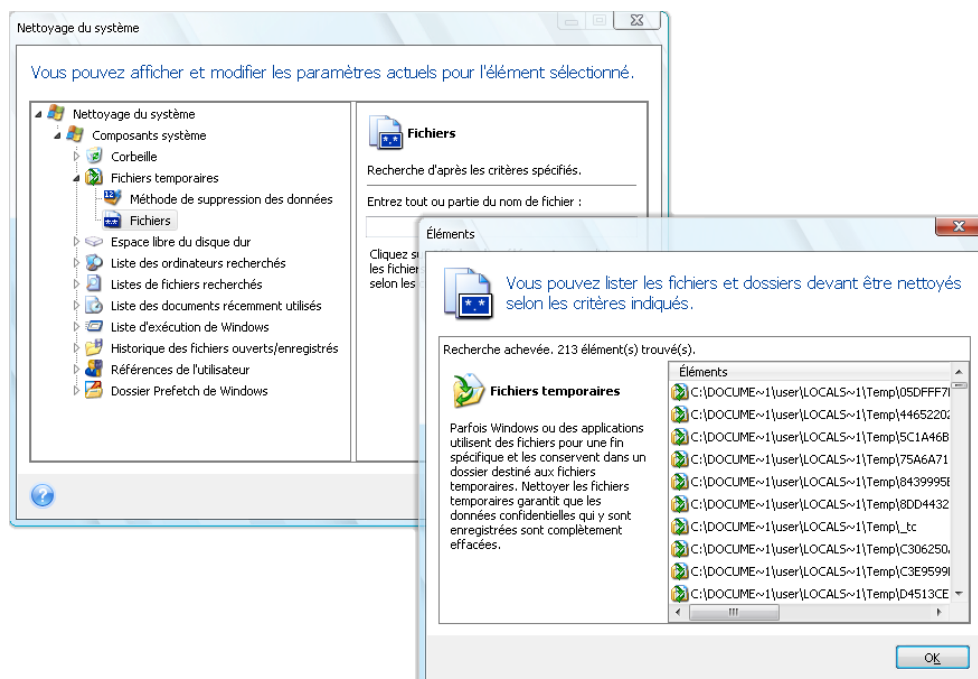 Nettoyage du système
Vous pouvez afficher et modifier les paramètres actuels pour l'élément sélectionné.
Nettoyage du système
Composants système
Corbeille
Fichiers temporaires
Méthode de suppression des données
Fichiers
Espace libre du disque dur
Liste des ordinateurs recherchés
Listes de fichiers recherchés
Liste des documents récemment utilisés
Liste d'exécution de Windows
Historique des fichiers ouverts/enregistrés
Références de l'utilisateur
Dossier Prefetch de Windows
Fichiers
Recherche d'après les critères spécifiés.
Entrez tout ou partie du nom de fichier :
Cliquez
les fichier
selon les
Éléments
Vous pouvez lister les fichiers et dossiers devant être nettoyés
selon les critères indiqués.
Recherche achevée. 213 élément(s) trouvé(s).
Fichiers temporaires
Parfois Windows ou des applications
utilisent des fichiers pour une fin
spécifique et les conservent dans un
dossier destiné aux fichiers
temporaires. Nettoyer les fichiers
temporaires garantit que les
données confidentielles qui y sont
enregistrées sont complètement
effacées.
Éléments
C:\DOCUME~1\user\LOCALS~1\Temp\05DFFF7
C:\DOCUME~1\user\LOCALS~1\Temp\4465220
C:\DOCUME~1\user\LOCALS~1\Temp\5C1A46B
C:\DOCUME~1\user\LOCALS~1\Temp\75A6A71
C:\DOCUME~1\user\LOCALS~1\Temp\8439995
C:\DOCUME~1\user\LOCALS~1\Temp\8DD4432
C:\DOCUME~1\user\LOCALS~1\Temp\_tc
C:\DOCUME~1\user\LOCALS~1\Temp\C306250
C:\DOCUME~1\user\LOCALS~1\Temp\C3E9599
C:\DOCUME~1\user\LOCALS~1\Temp\D4513CE
OK